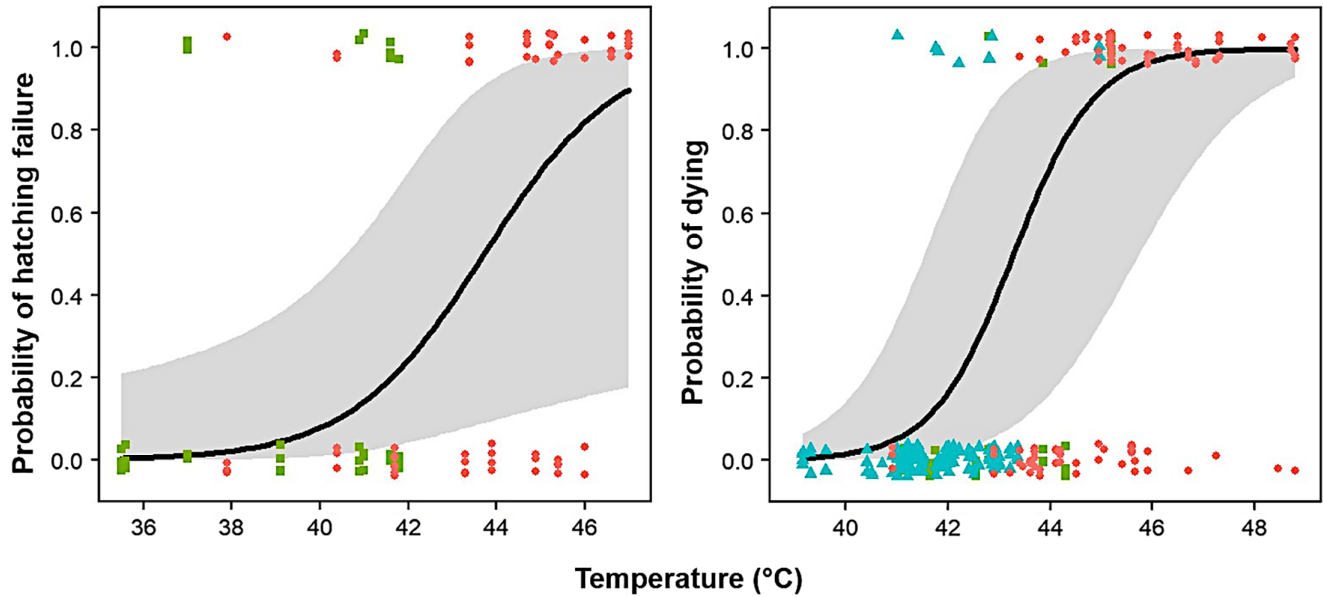 Probability of hatching failure
1.0
0.8
0.6
0.4
0.2
0.0
36 38 40 42 44 46
Probability of dying
1.0
0.8
0.6
0.4
0.2
0.0
40 42 44 46 48
Temperature (°C)